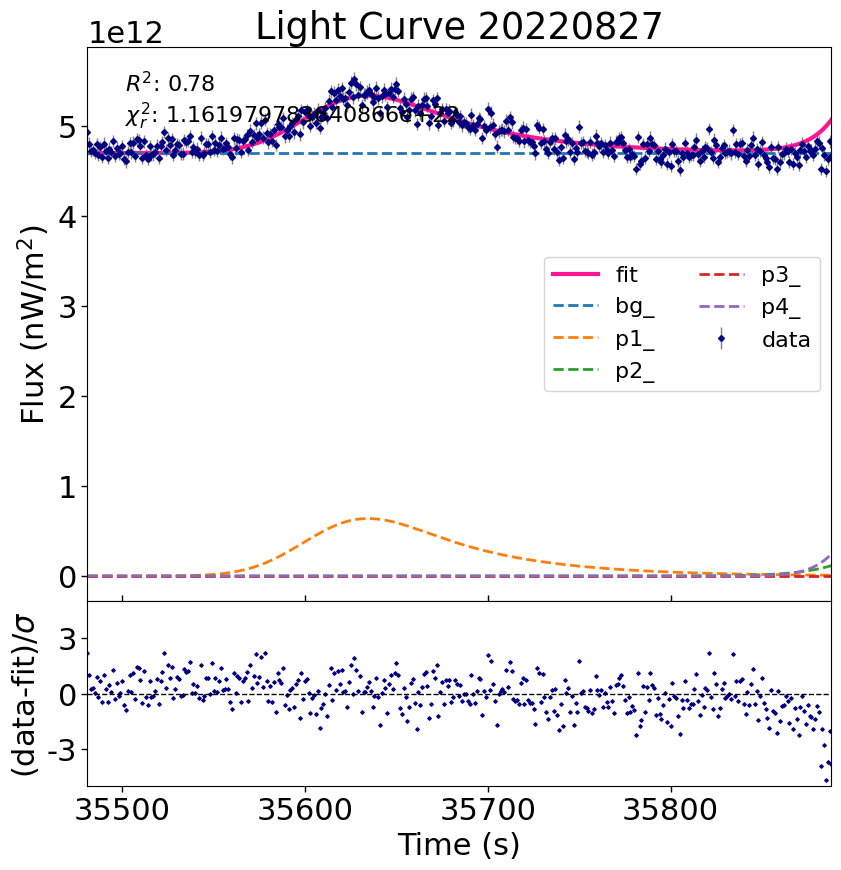 Light Curve 20220827
1e12
R²: 0.78
χ²ᵣ:
5
4
3
2
1
0
Flux (nW/m²)
fit
bg_
p1_
p2_
p3_
p4_
data
3
0
-3
(data-fit)/σ
35500 35600 35700 35800
Time (s)